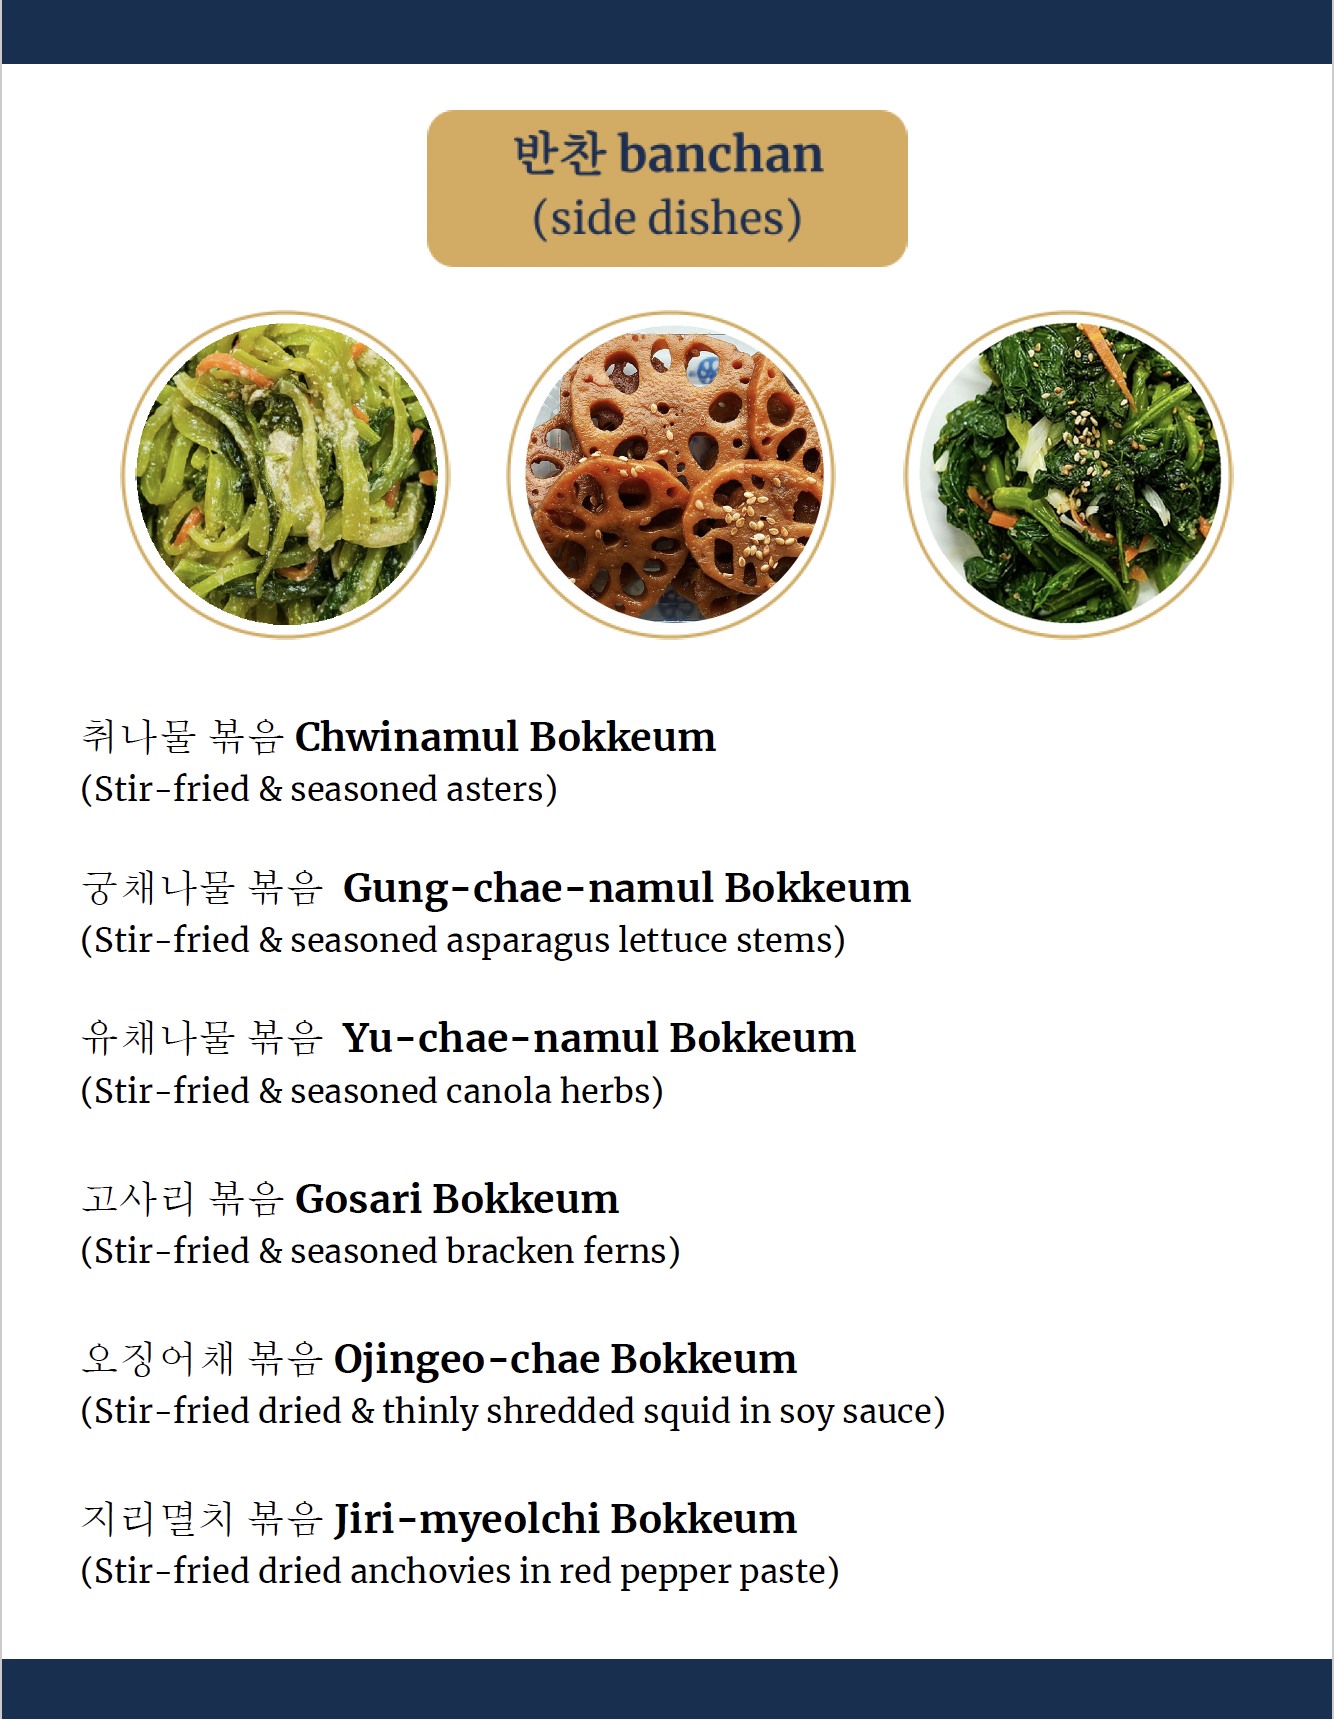 반찬 banchan
(side dishes)
취나물 볶음 Chwinamul Bokkeum
(Stir-fried & seasoned asters)
궁채나물 볶음 Gung-chae-namul Bokkeum
(Stir-fried & seasoned asparagus lettuce stems)
유채나물 볶음 Yu-chae-namul Bokkeum
(Stir-fried & seasoned canola herbs)
고사리 볶음 Gosari Bokkeum
(Stir-fried & seasoned bracken ferns)
오징어채 볶음 Ojingeo-chae Bokkeum
(Stir-fried dried & thinly shredded squid in soy sauce)
지리멸치 볶음 Jiri-myeolchi Bokkeum
(Stir-fried dried anchovies in red pepper paste)